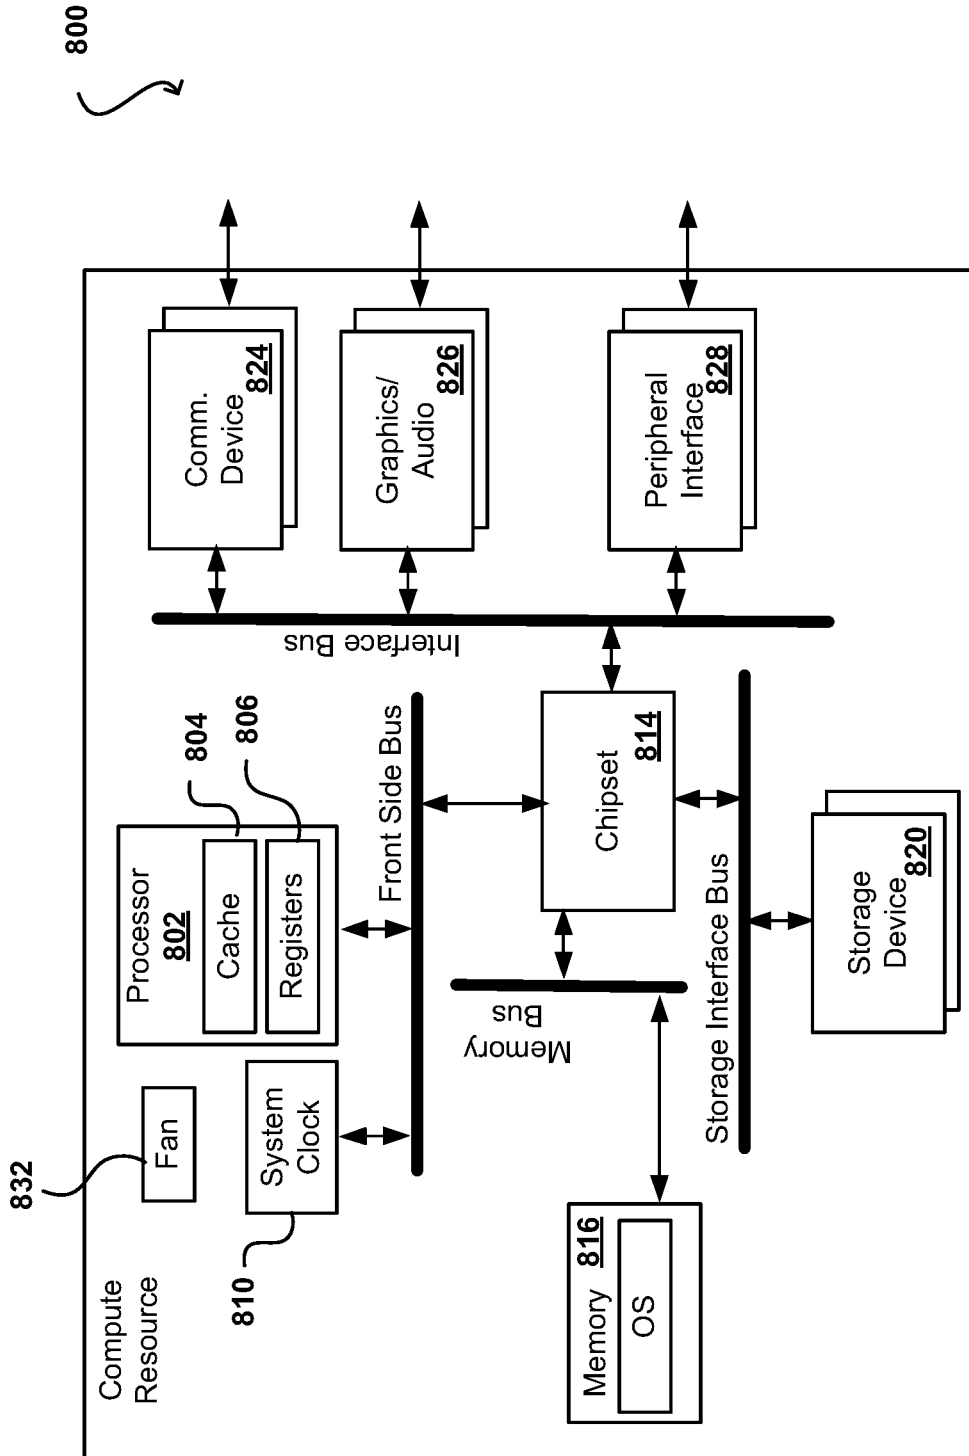 800
Compute
Resource
832
Fan
810
System
Clock
Processor
802
Cache
Registers
804
806
Front Side Bus
Memory
816
OS
Memory
Bus
Chipset
814
Interface Bus
Storage Interface Bus
Storage
Device
820
Comm.
Device
824
Graphics/
Audio
826
Peripheral
Interface
828